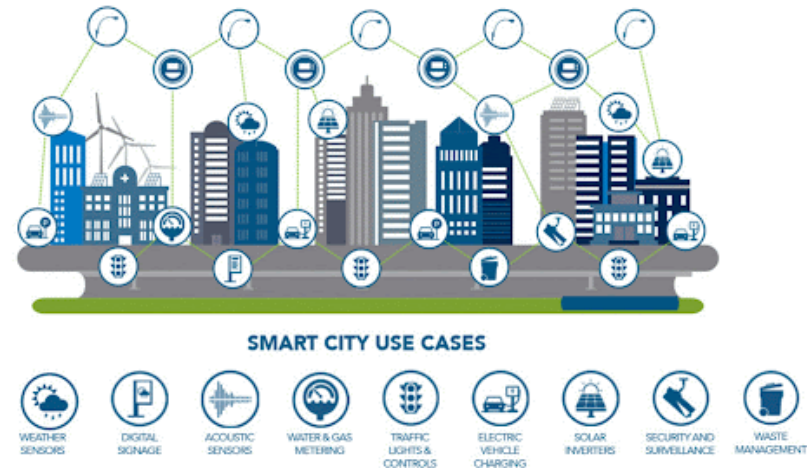 SMART CITY USE CASES
WEATHER
SENSORS
DIGITAL
SIGNAGE
ACOUSTIC
SENSORS
WATER & GAS
METERING
TRAFFIC
LIGHTS &
CONTROLS
ELECTRIC
VEHICLE
CHARGING
SOLAR
INVERTERS
SECURITY AND
SURVEILLANCE
WASTE
MANAGEMENT